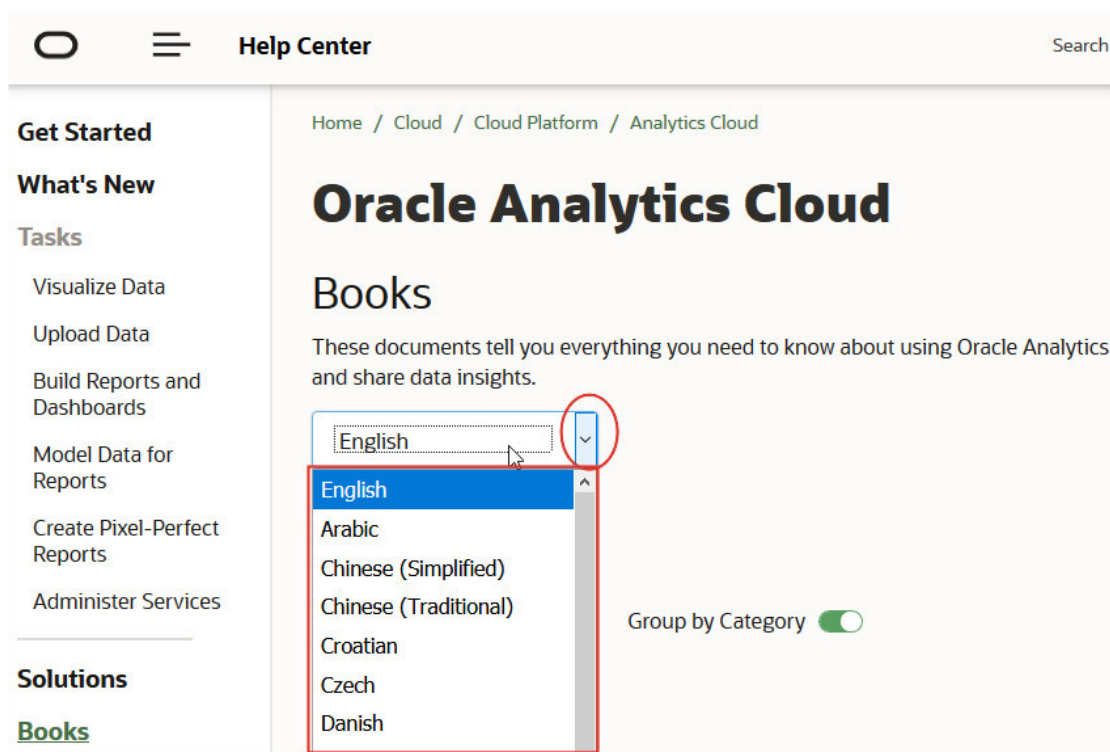 Help Center
Search
Get Started
What's New
Tasks
Visualize Data
Upload Data
Build Reports and
Dashboards
Model Data for
Reports
Create Pixel-Perfect
Reports
Administer Services
Solutions
Books
Home / Cloud / Cloud Platform / Analytics Cloud
Oracle Analytics Cloud
Books
These documents tell you everything you need to know about using Oracle Analytics
and share data insights.
English
English
Arabic
Chinese (Simplified)
Chinese (Traditional)
Croatian
Czech
Danish
Group by Category